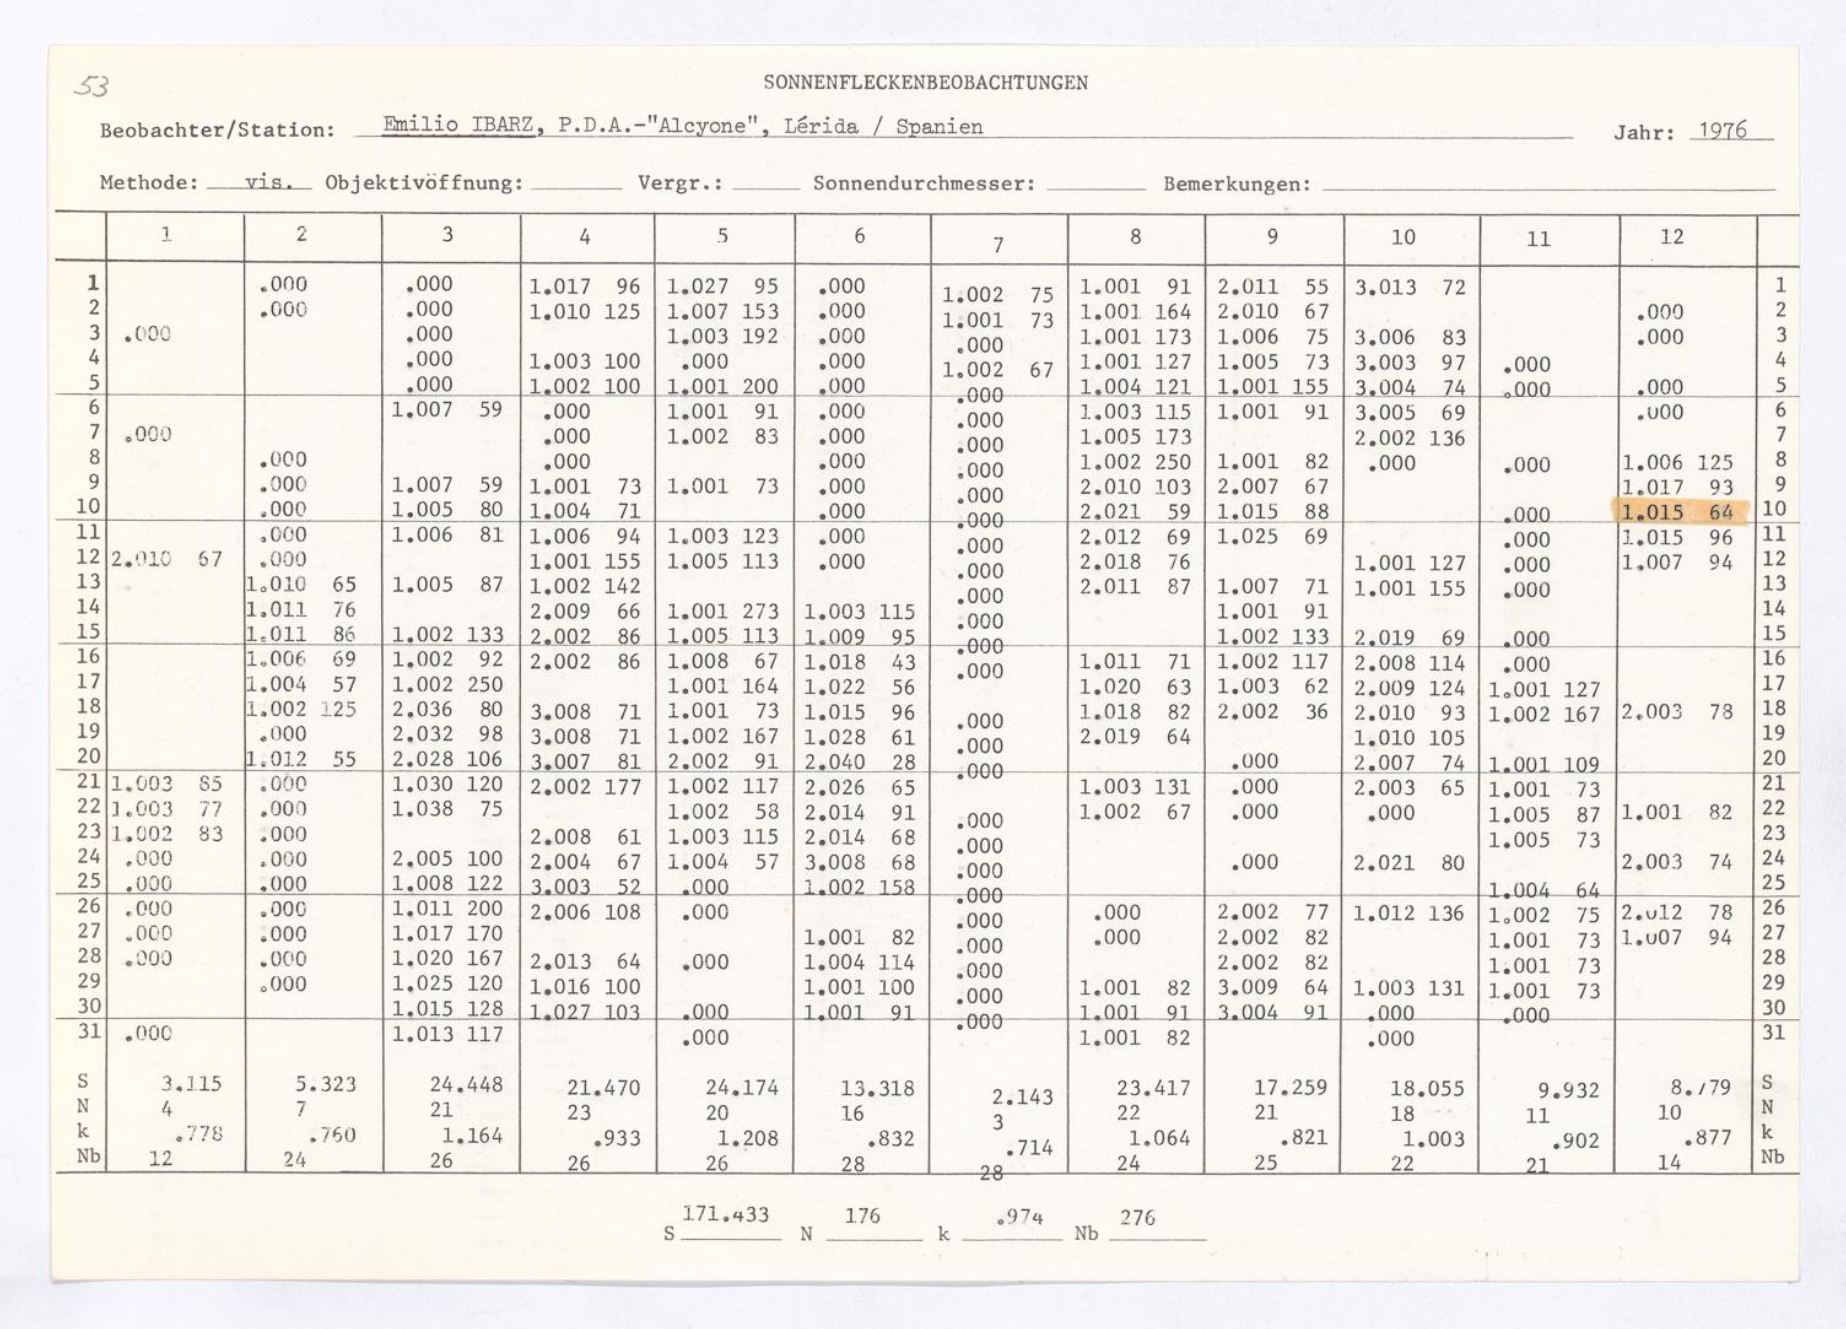 53
SONNENFLECKENBEOBACHTUNGEN
Beobachter/Station: Emilio IBARZ, P.D.A.-"Alcyone", Lérida / Spanien Jahr: 1976
Methode: vis. Objektivöffnung: Vergr.: Sonnendurchmesser: Bemerkungen:
1 2 3 4 5 6 7 8 9 10 11 12
1 .000 .000 1.017 96 1.027 95 .000 1.002 75 1.001 91 2.011 55 3.013 72 1
2 .000 .000 1.010 125 1.007 153 .000 1.001 73 1.001 164 2.010 67 .000 2
3 .000 .000 1.003 192 .000 .000 1.001 173 1.006 75 3.006 83 .000 3
4 .000 1.003 100 .000 .000 1.002 67 1.001 127 1.005 73 3.003 97 .000 4
5 .000 1.002 100 1.001 200 .000 .000 1.004 121 1.001 155 3.004 74 .000 .000 5
6 1.007 59 .000 1.001 91 .000 .000 1.003 115 1.001 91 3.005 69 .000 6
7 .000 .000 1.002 83 .000 .000 1.005 173 2.002 136 7
8 .000 .000 .000 .000 1.002 250 1.001 82 .000 .000 1.006 125 8
9 .000 1.007 59 1.001 73 1.001 73 .000 .000 2.010 103 2.007 67 1.017 93 9
10 .000 1.005 80 1.004 71 .000 .000 2.021 59 1.015 88 .000 1.015 64 10
11 .000 1.006 81 1.006 94 1.003 123 .000 .000 2.012 69 1.025 69 .000 1.015 96 11
12 2.010 67 .000 1.001 155 1.005 113 .000 .000 2.018 76 1.001 127 .000 1.007 94 12
13 1.010 65 1.005 87 1.002 142 .000 2.011 87 1.007 71 1.001 155 .000 13
14 1.011 76 2.009 66 1.001 273 1.003 115 .000 1.001 91 14
15 1.011 86 1.002 133 2.002 86 1.005 113 1.009 95 .000 1.002 133 2.019 69 .000 15
16 1.006 69 1.002 92 2.002 86 1.008 67 1.018 43 .000 1.011 71 1.002 117 2.008 114 .000 16
17 1.004 57 1.002 250 1.001 164 1.022 56 1.020 63 1.003 62 2.009 124 1.001 127 17
18 1.002 125 2.036 80 3.008 71 1.001 73 1.015 96 .000 1.018 82 2.002 36 2.010 93 1.002 167 2.003 78 18
19 .000 2.032 98 3.008 71 1.002 167 1.028 61 .000 2.019 64 1.010 105 19
20 1.012 55 2.028 106 3.007 81 2.002 91 2.040 28 .000 .000 2.007 74 1.001 109 20
21 1.003 85 .000 1.030 120 2.002 177 1.002 117 2.026 65 1.003 131 .000 2.003 65 1.001 73 21
22 1.003 77 .000 1.038 75 1.002 58 2.014 91 .000 1.002 67 .000 .000 1.005 87 1.001 82 22
23 1.002 83 .000 2.008 61 1.003 115 2.014 68 .000 1.005 73 23
24 .000 .000 2.005 100 2.004 67 1.004 57 3.008 68 .000 .000 2.021 80 2.003 74 24
25 .000 .000 1.008 122 3.003 52 .000 1.002 158 .000 1.004 64 25
26 .000 .000 1.011 200 2.006 108 .000 .000 .000 2.002 77 1.012 136 1.002 75 2.012 78 26
27 .000 .000 1.017 170 1.001 82 .000 .000 2.002 82 1.001 73 1.007 94 27
28 .000 .000 1.020 167 2.013 64 .000 1.004 114 .000 2.002 82 1.001 73 28
29 .000 1.025 120 1.016 100 1.001 100 .000 1.001 82 3.009 64 1.003 131 1.001 73 29
30 1.015 128 1.027 103 .000 1.001 91 .000 1.001 91 3.004 91 .000 .000 30
31 .000 1.013 117 .000 1.001 82 .000 31
S 3.115 5.323 24.448 21.470 24.174 13.318 2.143 23.417 17.259 18.055 9.932 8.779 S
N 4 7 21 23 20 16 3 22 21 18 11 10 N
k .778 .760 1.164 .933 1.208 .832 .714 1.064 .821 1.003 .902 .877 k
Nb 12 24 26 26 26 28 28 24 25 22 21 14 Nb
S 171.433 N 176 k .974 Nb 276